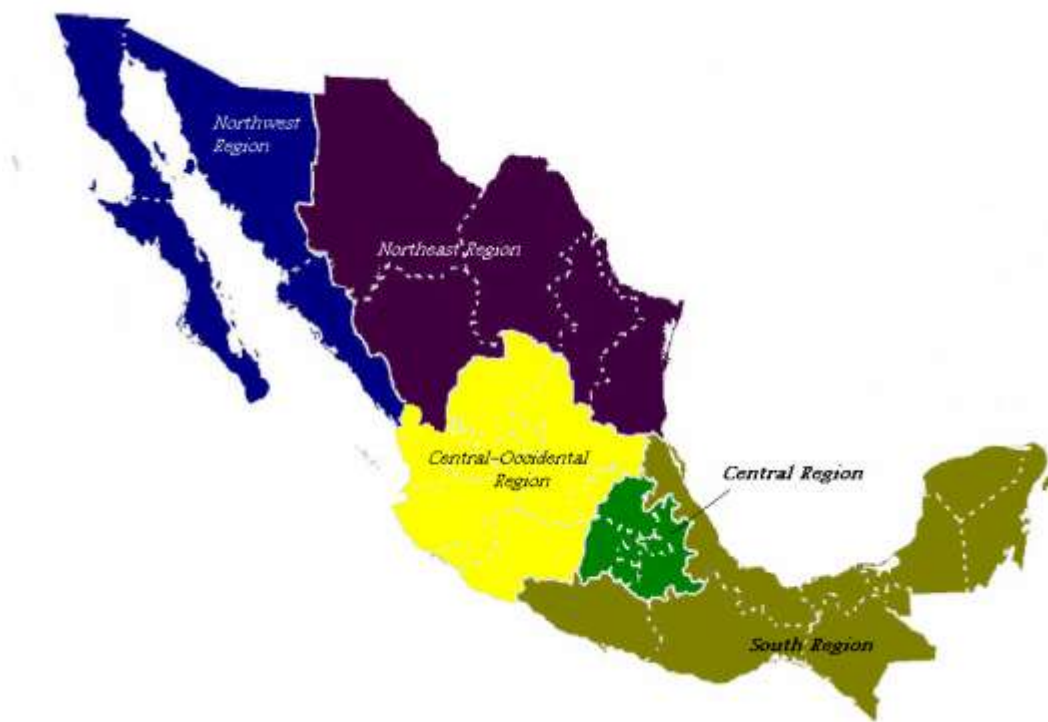 Northwest
Region
Northeast Region
Central-Occidental
Region
Central Region
South Region